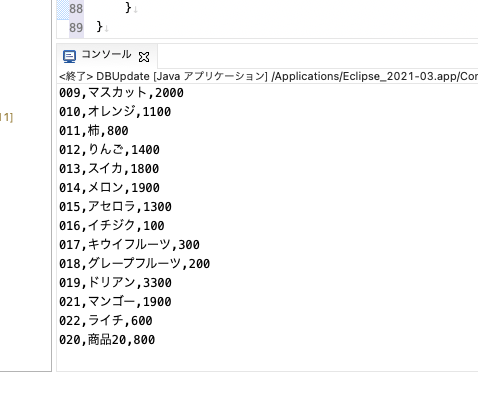 88 }
89 }
コンソール
<終了> DBUpdate [Java アプリケーション] /Applications/Eclipse_2021-03.app/Cor
009,マスカット,2000
010,オレンジ,1100
11] 011,柿,800
012,りんご,1400
013,スイカ,1800
014,メロン,1900
015,アセロラ,1300
016,イチジク,100
017,キウイフルーツ,300
018,グレープフルーツ,200
019,ドリアン,3300
021,マンゴー,1900
022,ライチ,600
020,商品20,800